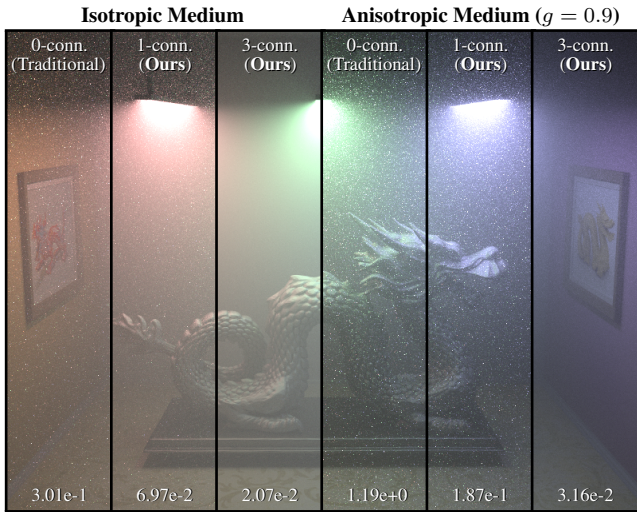 Isotropic Medium
Anisotropic Medium (g = 0.9)
0-conn.
(Traditional)
1-conn.
(Ours)
3-conn.
(Ours)
0-conn.
(Traditional)
1-conn.
(Ours)
3-conn.
(Ours)
3.01e-1
6.97e-2
2.07e-2
1.19e+0
1.87e-1
3.16e-2